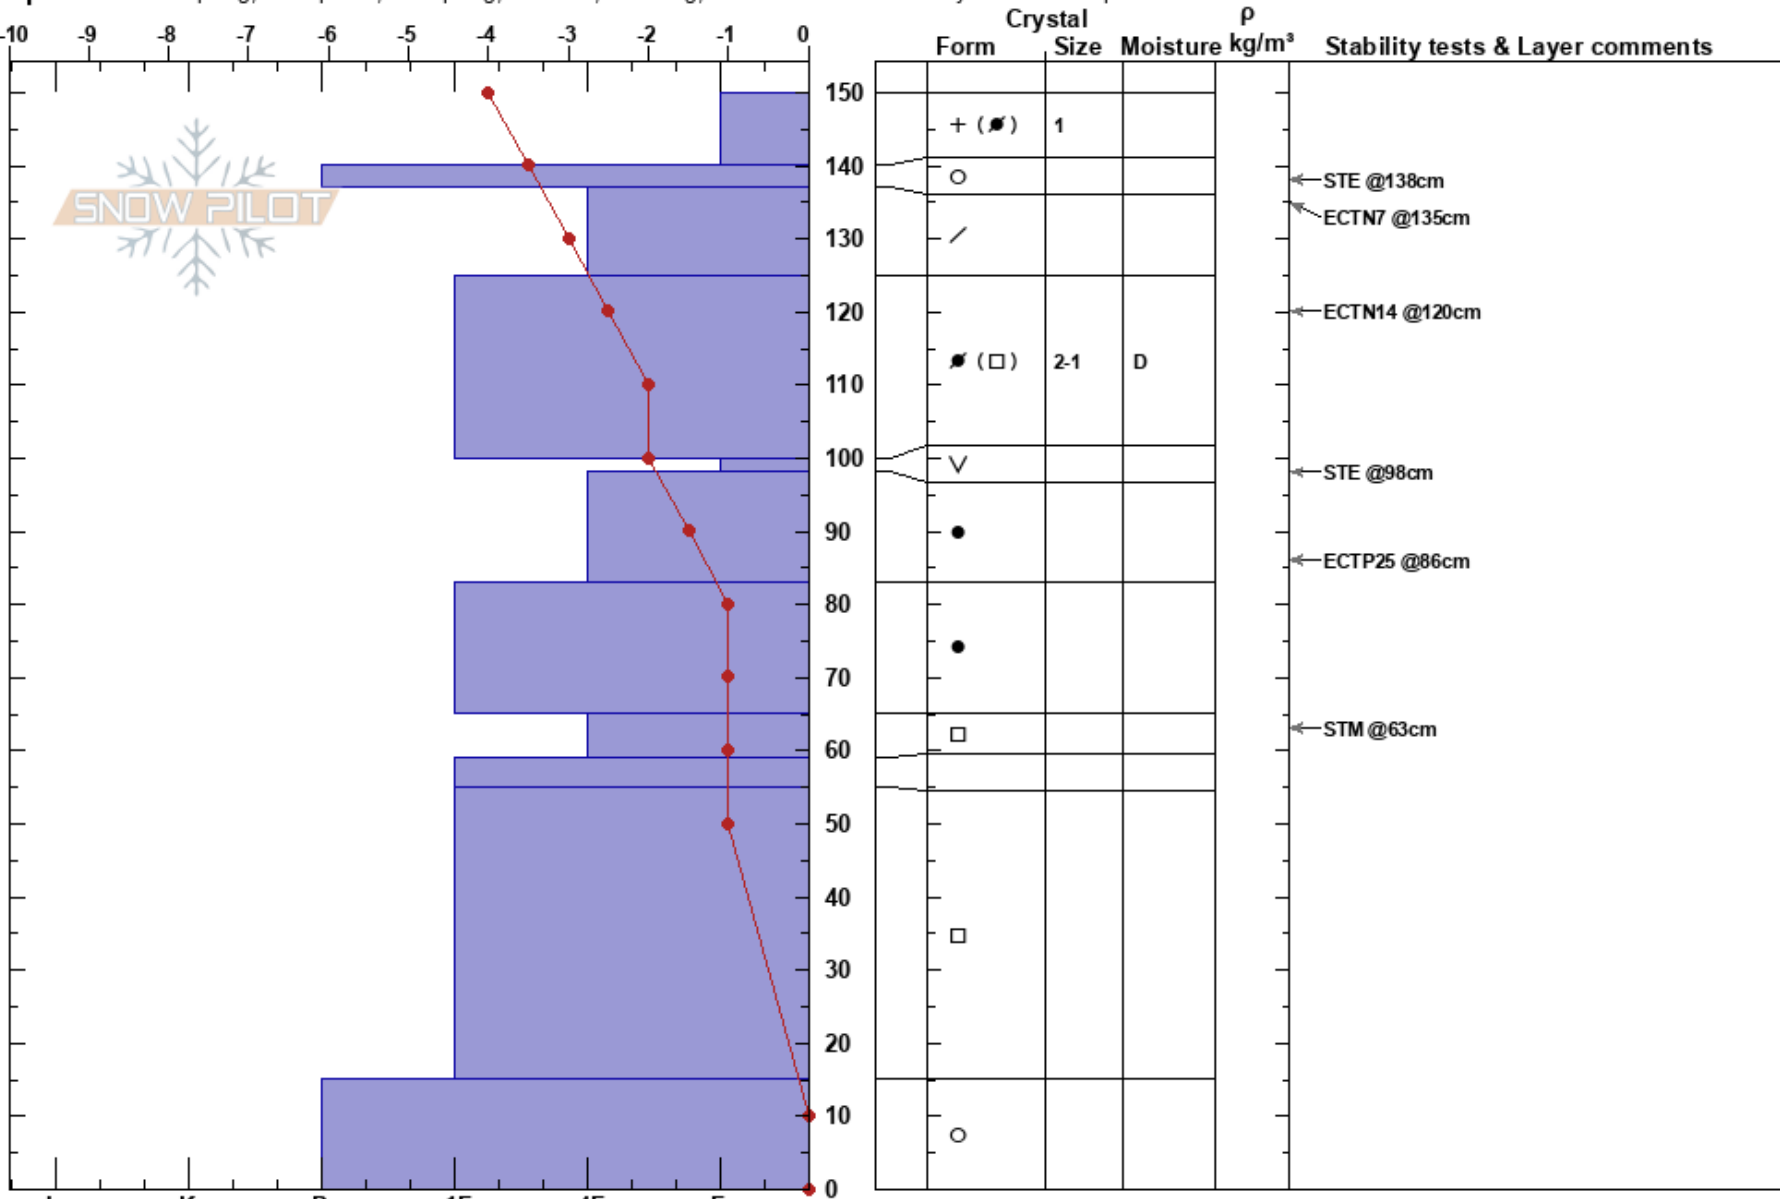 Crystal ρ
Form Size Moisture kg/m³ Stability tests & Layer comments
-10 -9 -8 -7 -6 -5 -4 -3 -2 -1 0
150
+ (●) 1
140
STE @138cm
SNOW PILOT
ECTN7 @135cm
130
120
ECTN14 @120cm
2-1 D
110
100
STE @98cm
90
ECTP25 @86cm
80
70
STM @63cm
60
50
40
30
20
10
0